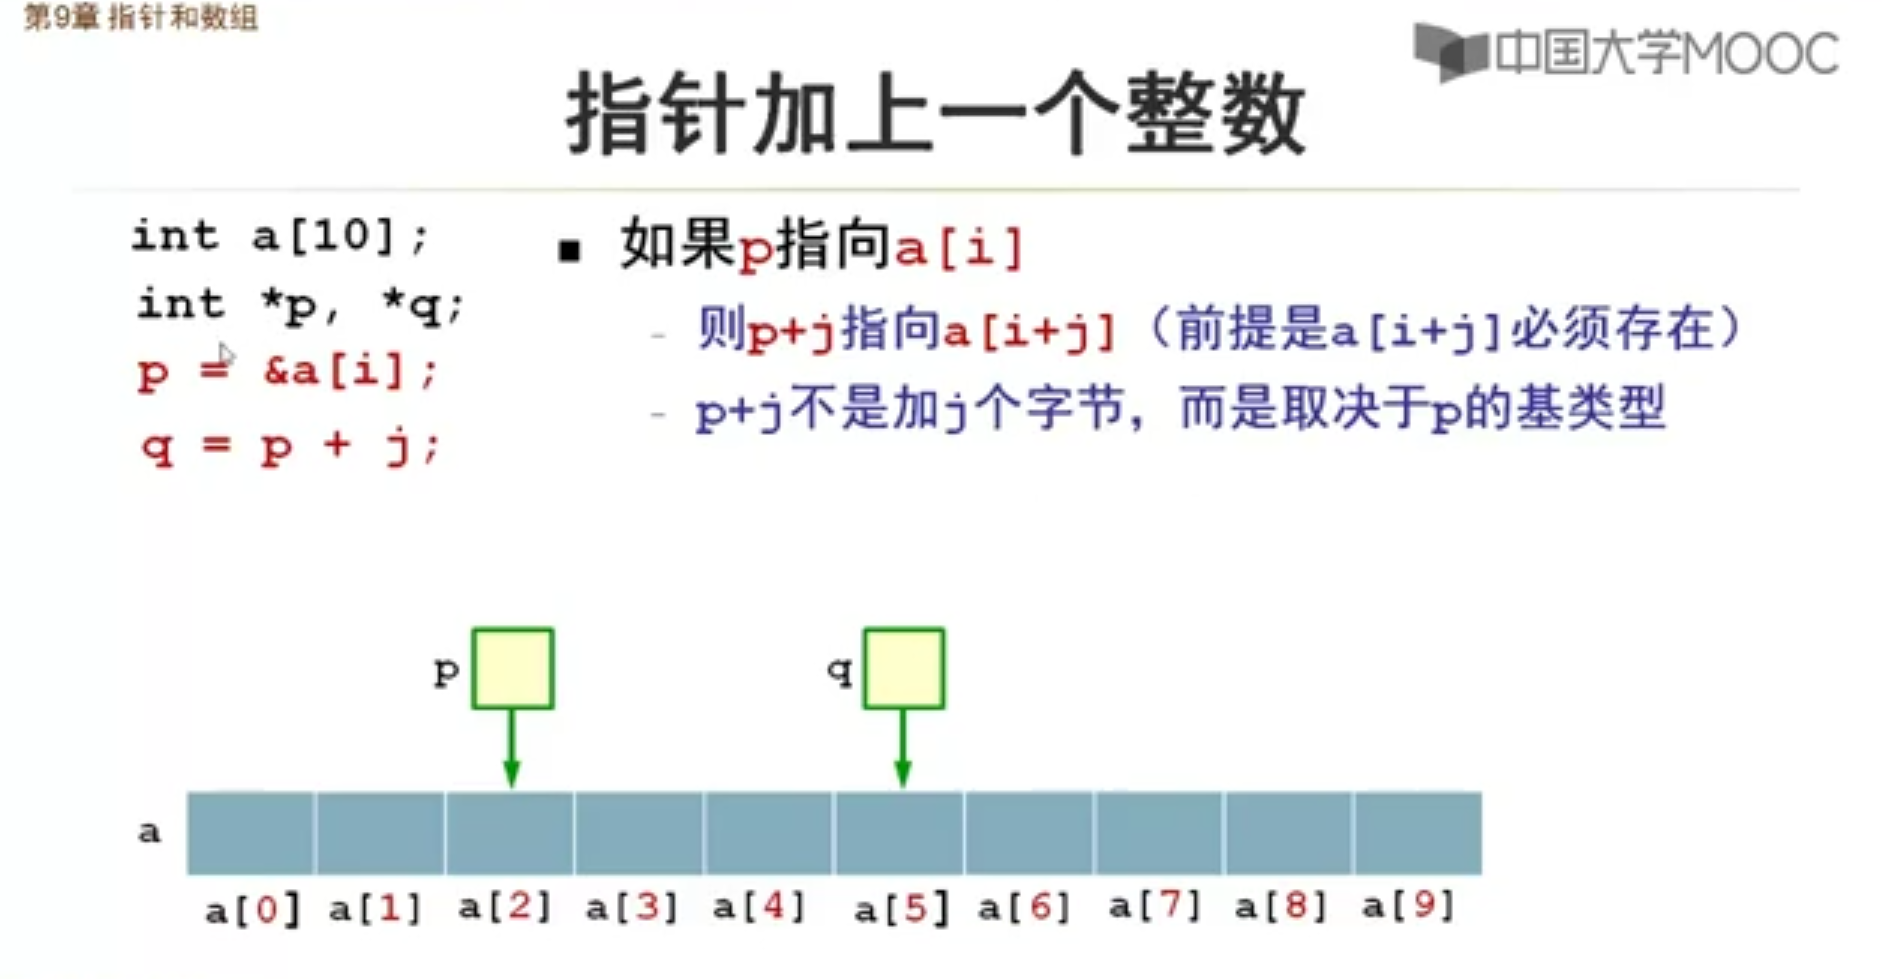 第9章 指针和数组
中国大学MOOC
指针加上一个整数
int a[10];
int *p, *q;
p = &a[i];
q = p + j;
■ 如果p指向a[i]
- 则p+j指向a[i+j]（前提是a[i+j]必须存在）
- p+j不是加j个字节，而是取决于p的基类型
p q
a
a[0] a[1] a[2] a[3] a[4] a[5] a[6] a[7] a[8] a[9]